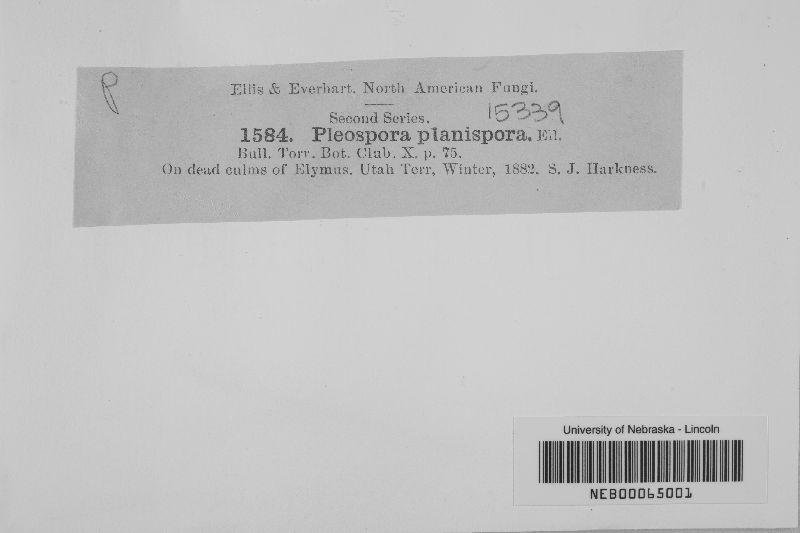 P
Ellis & Everhart. North American Fungi.
Second Series. 15339
1584. Pleospora planispora. Ell.
Bull. Torr. Bot. Club. X. p. 75.
On dead culms of Elymus. Utah Terr. Winter, 1882. S. J. Harkness.
University of Nebraska - Lincoln
NEB00065001